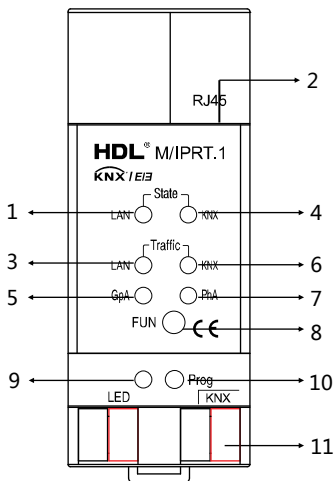 RJ45
2
HDL® M/IPRT.1
KNX / EIB
State
1 LAN KNX 4
Traffic
3 LAN KNX 6
5 GpA PhA 7
FUN CE 8
9 Prog 10
LED KNX
11